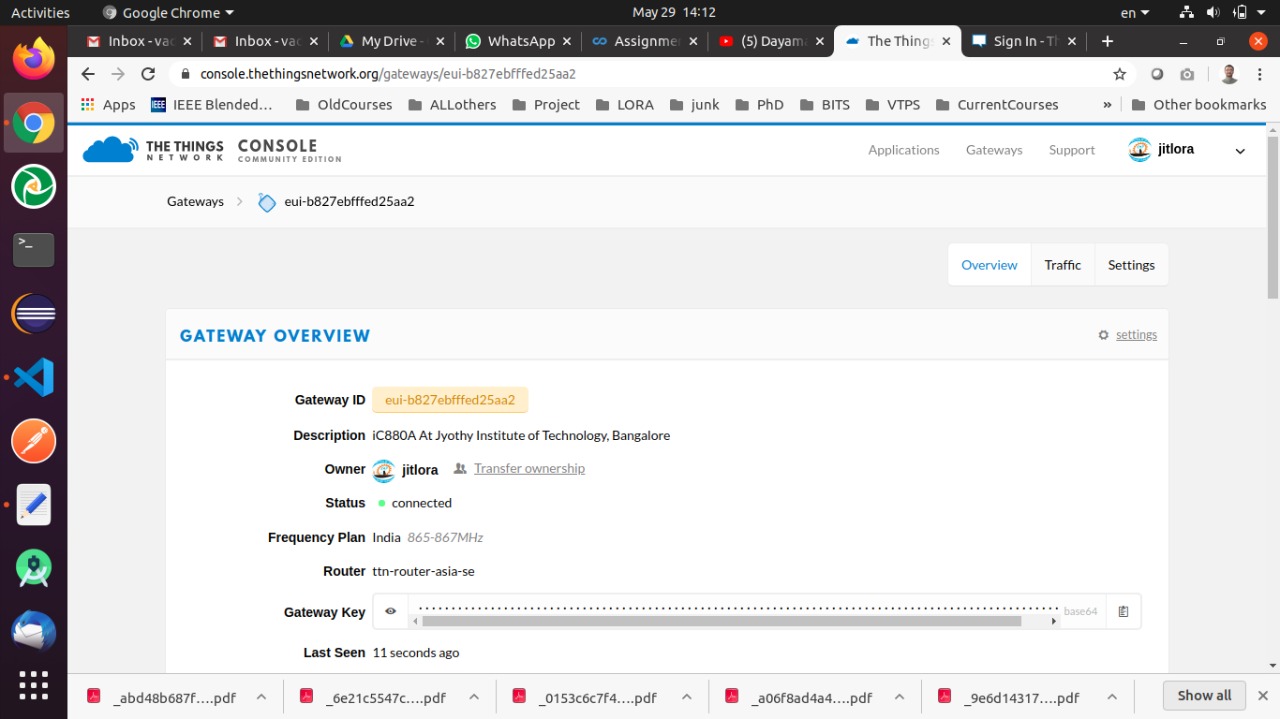 Activities Google Chrome May 29 14:12 en
Inbox - vac Inbox - vac My Drive - WhatsApp Assignmen (5) Dayama The Things Sign In - Th
console.thethingsnetwork.org/gateways/eui-b827ebfffed25aa2
Apps IEEE Blended... OldCourses ALLothers Project LORA junk PhD BITS VTPS CurrentCourses » Other bookmarks
THE THINGS NETWORK CONSOLE COMMUNITY EDITION Applications Gateways Support jitlora
Gateways eui-b827ebfffed25aa2
Overview Traffic Settings
GATEWAY OVERVIEW settings
Gateway ID eui-b827ebfffed25aa2
Description iC880A At Jyothy Institute of Technology, Bangalore
Owner jitlora Transfer ownership
Status connected
Frequency Plan India 865-867MHz
Router ttn-router-asia-se
Gateway Key base64
Last Seen 11 seconds ago
_abd48b687f....pdf _6e21c5547c....pdf _0153c6c7f4....pdf _a06f8ad4a4....pdf _9e6d14317....pdf Show all